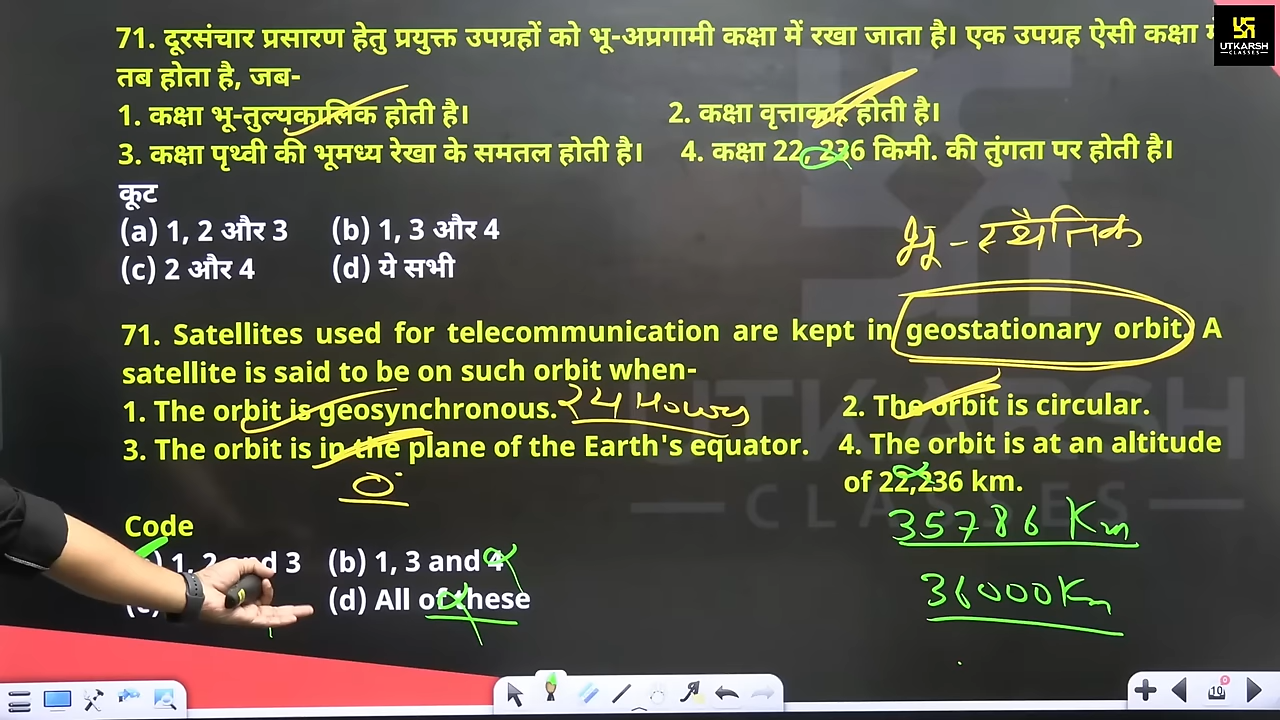 71. दूरसंचार प्रसारण हेतु प्रयुक्त उपग्रहों को भू-अप्रगामी कक्षा में रखा जाता है। एक उपग्रह ऐसी कक्षा में
तब होता है, जब-
1. कक्षा भू-तुल्यकालिक होती है। 2. कक्षा वृत्ताकार होती है।
3. कक्षा पृथ्वी की भूमध्य रेखा के समतल होती है। 4. कक्षा 22, 236 किमी. की तुंगता पर होती है।
कूट
(a) 1, 2 और 3 (b) 1, 3 और 4
(c) 2 और 4 (d) ये सभी
भू-स्थैतिक
71. Satellites used for telecommunication are kept in geostationary orbit. A
satellite is said to be on such orbit when-
1. The orbit is geosynchronous. 24 Hours 2. The orbit is circular.
3. The orbit is in the plane of the Earth's equator. 4. The orbit is at an altitude
0°
of 22,236 km.
35786 Km
Code
1, 2 and 3 (b) 1, 3 and 4
(d) All of these
36000Km
UTKARSH
CLASSES
UTKARSH
CLASSES
10
0